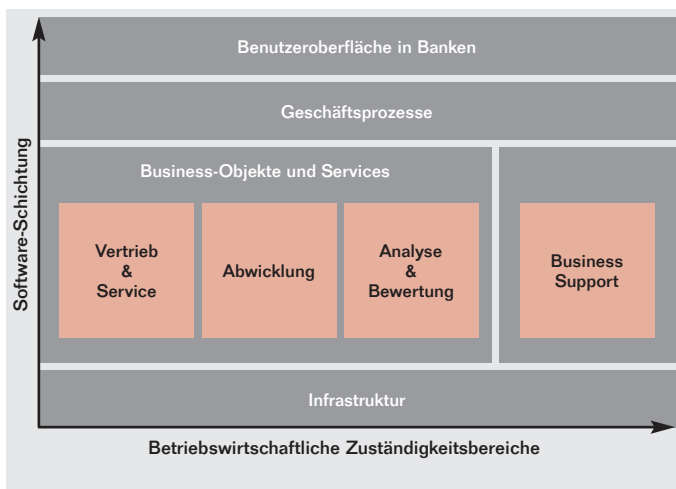 Benutzeroberfläche in Banken
Geschäftsprozesse
Business-Objekte und Services
Vertrieb
&
Service
Abwicklung
Analyse
&
Bewertung
Business
Support
Infrastruktur
Software-Schichtung
Betriebswirtschaftliche Zuständigkeitsbereiche